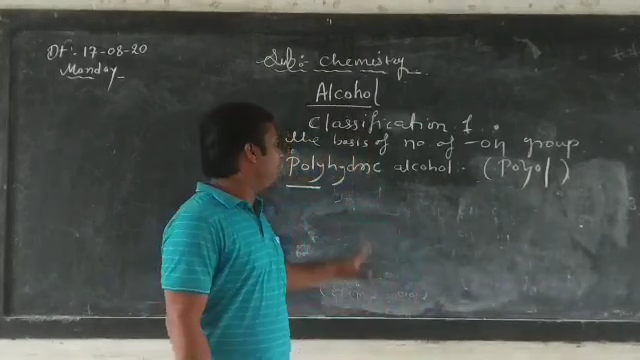 Dt:- 17-08-20
Monday
Sub:- Chemistry
Alcohol
Classification 1.
the basis of no. of -OH group
Polyhydric alcohol:- (Polyol)